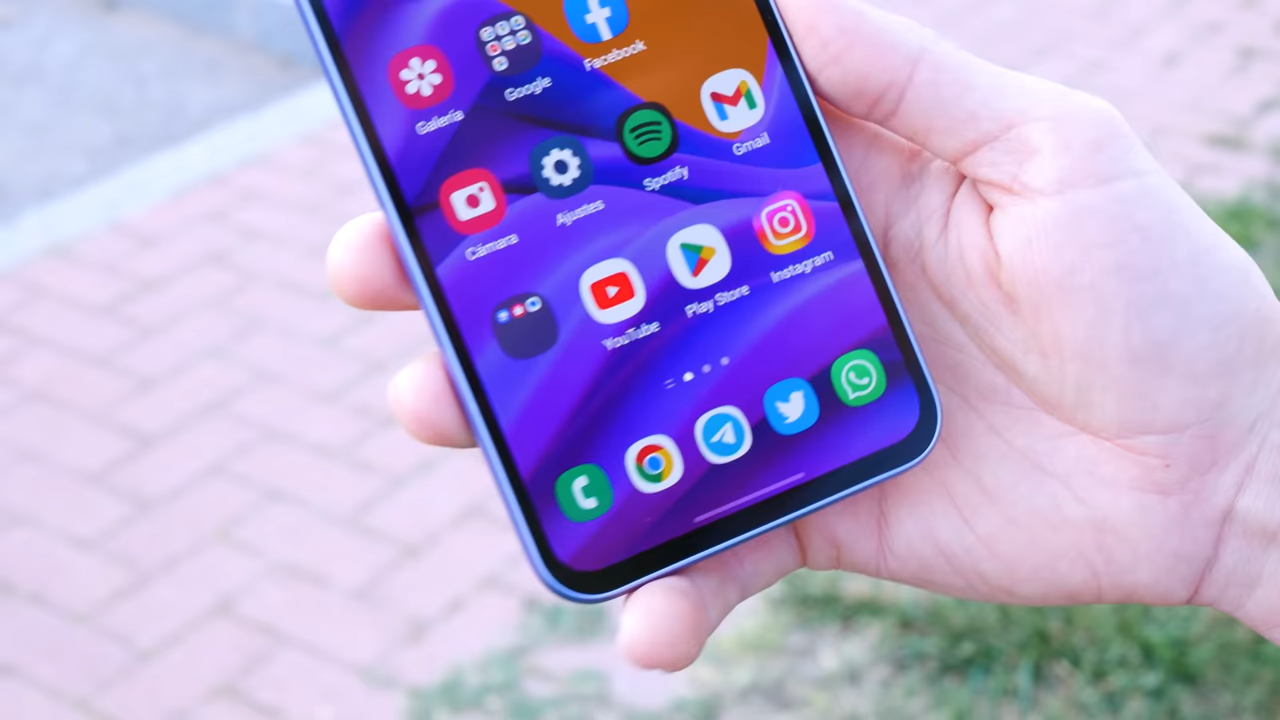 Galería
Google
Facebook
Cámara
Ajustes
Spotify
Gmail
YouTube
Play Store
Instagram